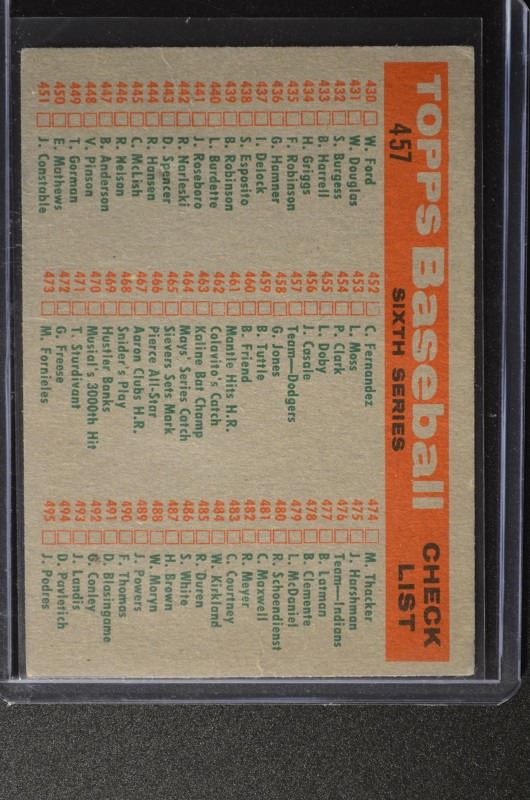 TOPPS Baseball CHECK LIST
457 SIXTH SERIES
430 W. Ford
431 W. Douglas
432 S. Burgess
433 B. Harrell
434 H. Griggs
435 F. Robinson
436 G. Hamner
437 I. Delock
438 S. Esposito
439 B. Robinson
440 L. Burdette
441 J. Roseboro
442 R. Narleski
443 D. Spencer
444 R. Hansen
445 C. McLish
446 R. Nelson
447 B. Anderson
448 V. Pinson
449 T. Gorman
450 E. Mathews
451 J. Constable
452 C. Fernandez
453 L. Moss
454 P. Clark
455 L. Doby
456 J. Casale
457 Team—Dodgers
458 G. Jones
459 B. Tuttle
460 B. Friend
461 Mantle Hits H.R.
462 Colavito's Catch
463 Kaline Bat Champ
464 Mays' Series Catch
465 Sievers Sets Mark
466 Pierce All-Star
467 Aaron Clubs H.R.
468 Snider's Play
469 Hustler Banks
470 Musial's 3000th Hit
471 T. Sturdivant
472 G. Freese
473 M. Fornieles
474 M. Thacker
475 J. Harshman
476 Team—Indians
477 B. Latman
478 B. Clemente
479 L. McDaniel
480 R. Schoendienst
481 C. Maxwell
482 R. Meyer
483 C. Courtney
484 W. Kirkland
485 R. Duren
486 S. White
487 H. Brown
488 W. Moryn
489 J. Powers
490 F. Thomas
491 D. Blasingame
492 G. Conley
493 J. Landis
494 D. Pavletich
495 J. Podres